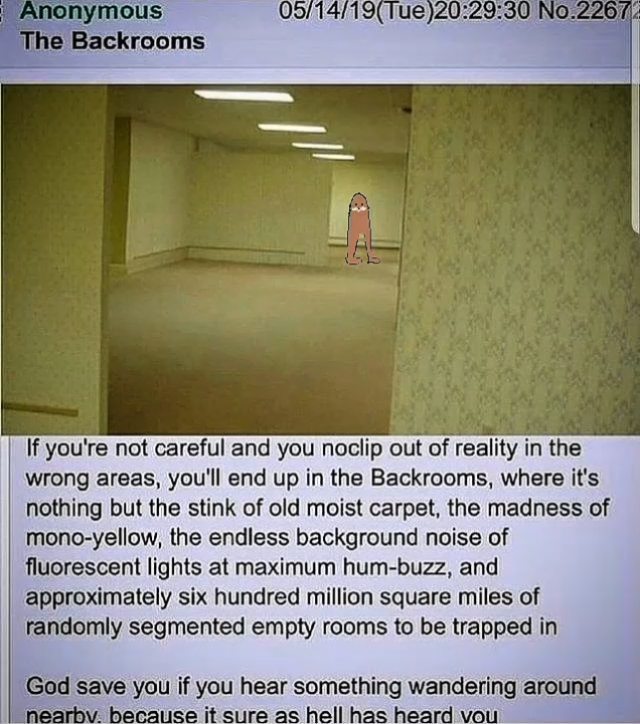 Anonymous 05/14/19(Tue)20:29:30 No.2267
The Backrooms
If you're not careful and you noclip out of reality in the
wrong areas, you'll end up in the Backrooms, where it's
nothing but the stink of old moist carpet, the madness of
mono-yellow, the endless background noise of
fluorescent lights at maximum hum-buzz, and
approximately six hundred million square miles of
randomly segmented empty rooms to be trapped in
God save you if you hear something wandering around
nearby, because it sure as hell has heard you